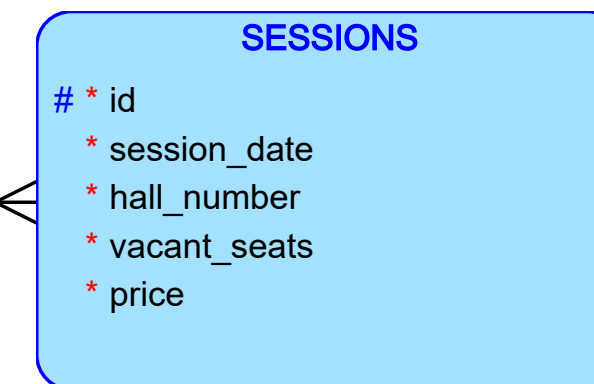 SESSIONS
# * id
* session_date
* hall_number
* vacant_seats
* price